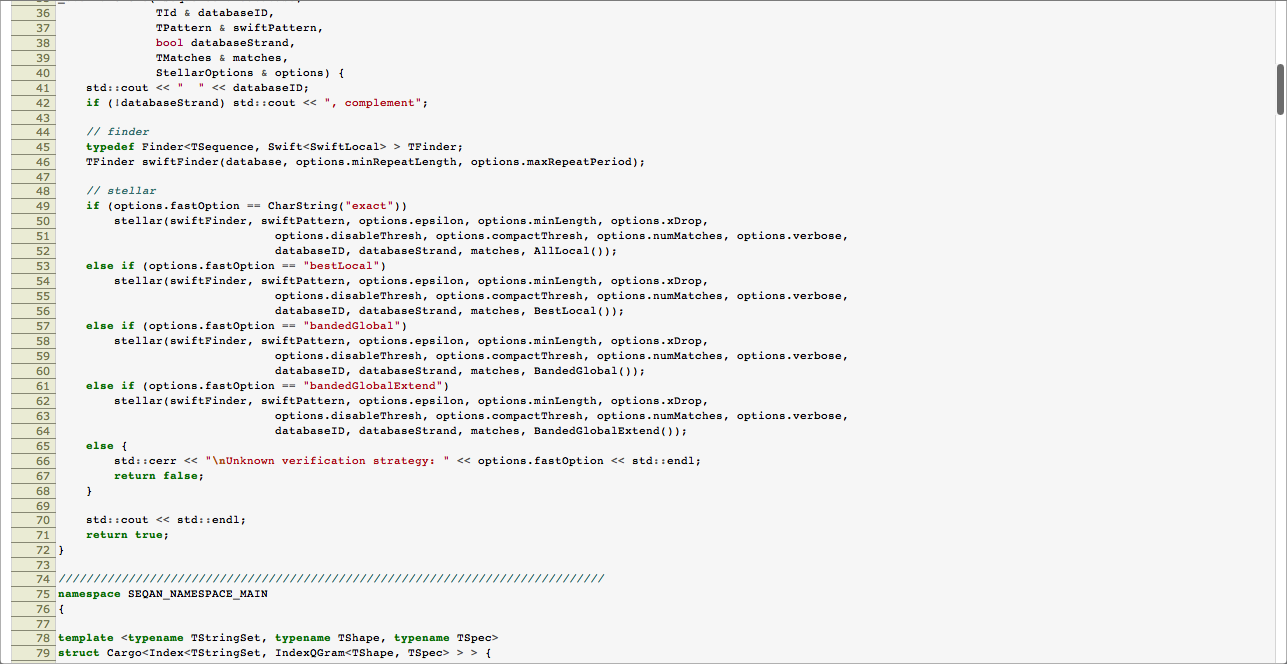 36 TId & databaseID,
37 TPattern & swiftPattern,
38 bool databaseStrand,
39 TMatches & matches,
40 StellarOptions & options) {
41 std::cout << "  " << databaseID;
42 if (!databaseStrand) std::cout << ", complement";
43
44 // finder
45 typedef Finder<TSequence, Swift<SwiftLocal> > TFinder;
46 TFinder swiftFinder(database, options.minRepeatLength, options.maxRepeatPeriod);
47
48 // stellar
49 if (options.fastOption == CharString("exact"))
50 stellar(swiftFinder, swiftPattern, options.epsilon, options.minLength, options.xDrop,
51 options.disableThresh, options.compactThresh, options.numMatches, options.verbose,
52 databaseID, databaseStrand, matches, AllLocal());
53 else if (options.fastOption == "bestLocal")
54 stellar(swiftFinder, swiftPattern, options.epsilon, options.minLength, options.xDrop,
55 options.disableThresh, options.compactThresh, options.numMatches, options.verbose,
56 databaseID, databaseStrand, matches, BestLocal());
57 else if (options.fastOption == "bandedGlobal")
58 stellar(swiftFinder, swiftPattern, options.epsilon, options.minLength, options.xDrop,
59 options.disableThresh, options.compactThresh, options.numMatches, options.verbose,
60 databaseID, databaseStrand, matches, BandedGlobal());
61 else if (options.fastOption == "bandedGlobalExtend")
62 stellar(swiftFinder, swiftPattern, options.epsilon, options.minLength, options.xDrop,
63 options.disableThresh, options.compactThresh, options.numMatches, options.verbose,
64 databaseID, databaseStrand, matches, BandedGlobalExtend());
65 else {
66 std::cerr << "\nUnknown verification strategy: " << options.fastOption << std::endl;
67 return false;
68 }
69
70 std::cout << std::endl;
71 return true;
72 }
73
74 //////////////////////////////////////////////////////////////////////////////
75 namespace SEQAN_NAMESPACE_MAIN
76 {
77
78 template <typename TStringSet, typename TShape, typename TSpec>
79 struct Cargo<Index<TStringSet, IndexQGram<TShape, TSpec> > > {